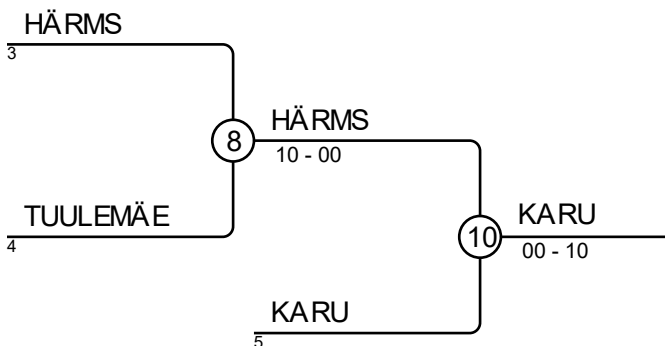 HÄRMS
3
8
HÄRMS
10 - 00
TUULEMÄE
4
10
KARU
00 - 10
KARU
5